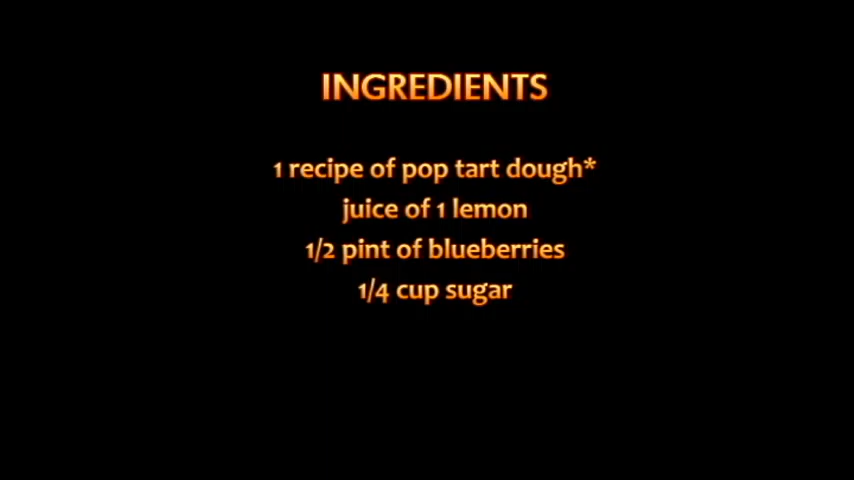 INGREDIENTS
1 recipe of pop tart dough*
juice of 1 lemon
1/2 pint of blueberries
1/4 cup sugar